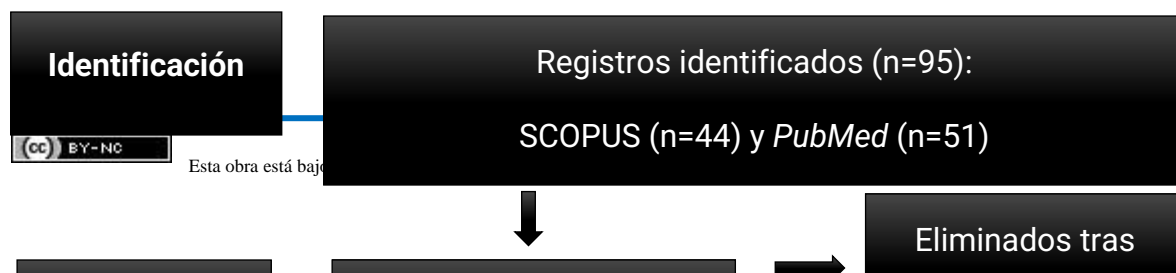 Identificación
Registros identificados (n=95):
SCOPUS (n=44) y PubMed (n=51)
(cc) BY-NC
Esta obra está bajo
Eliminados tras